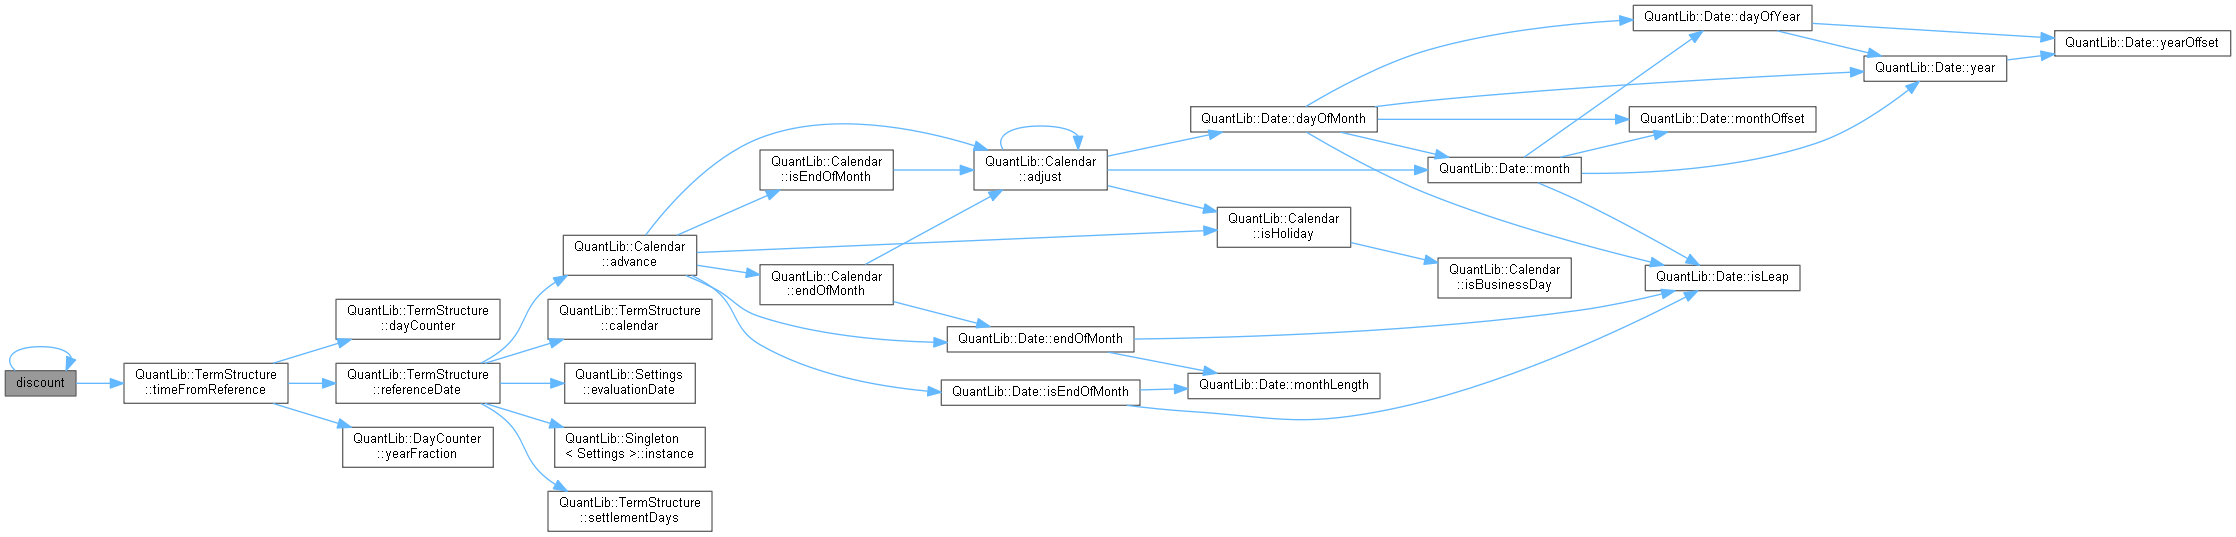 discount
QuantLib::TermStructure
::timeFromReference
QuantLib::TermStructure
::dayCounter
QuantLib::TermStructure
::referenceDate
QuantLib::DayCounter
::yearFraction
QuantLib::Calendar
::advance
QuantLib::TermStructure
::calendar
QuantLib::Settings
::evaluationDate
QuantLib::Singleton
< Settings >::instance
QuantLib::TermStructure
::settlementDays
QuantLib::Calendar
::isEndOfMonth
QuantLib::Calendar
::endOfMonth
QuantLib::Calendar
::adjust
QuantLib::Date::endOfMonth
QuantLib::Date::isEndOfMonth
QuantLib::Date::dayOfMonth
QuantLib::Calendar
::isHoliday
QuantLib::Date::monthLength
QuantLib::Date::month
QuantLib::Calendar
::isBusinessDay
QuantLib::Date::dayOfYear
QuantLib::Date::monthOffset
QuantLib::Date::isLeap
QuantLib::Date::year
QuantLib::Date::yearOffset